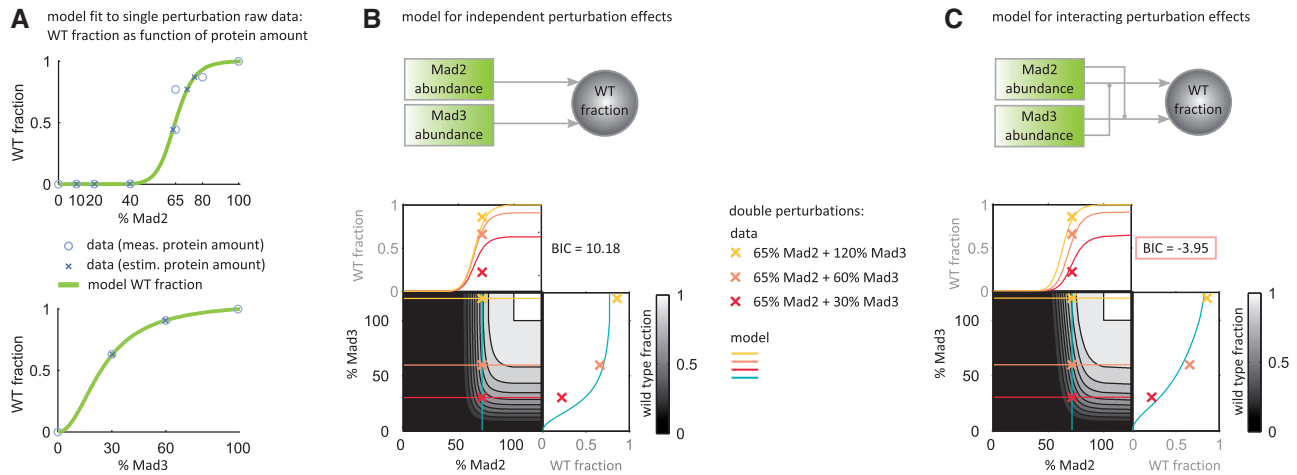 A
model fit to single perturbation raw data:
WT fraction as function of protein amount
WT fraction
1
0.5
0
0 10 20 40 65 80 100
% Mad2
data (meas. protein amount)
data (estim. protein amount)
model WT fraction
WT fraction
1
0.5
0
0 30 60 100
% Mad3
B
model for independent perturbation effects
Mad2
abundance
Mad3
abundance
WT
fraction
WT fraction
1
0.5
0
BIC = 10.18
% Mad3
100
50
0
0 50 100
% Mad2
0 1
WT fraction
wild type fraction
1
0.5
0
double perturbations:
data
65% Mad2 + 120% Mad3
65% Mad2 + 60% Mad3
65% Mad2 + 30% Mad3
model
C
model for interacting perturbation effects
Mad2
abundance
Mad3
abundance
WT
fraction
WT fraction
1
0.5
0
BIC = -3.95
% Mad3
100
50
0
0 50 100
% Mad2
0 1
WT fraction
wild type fraction
1
0.5
0